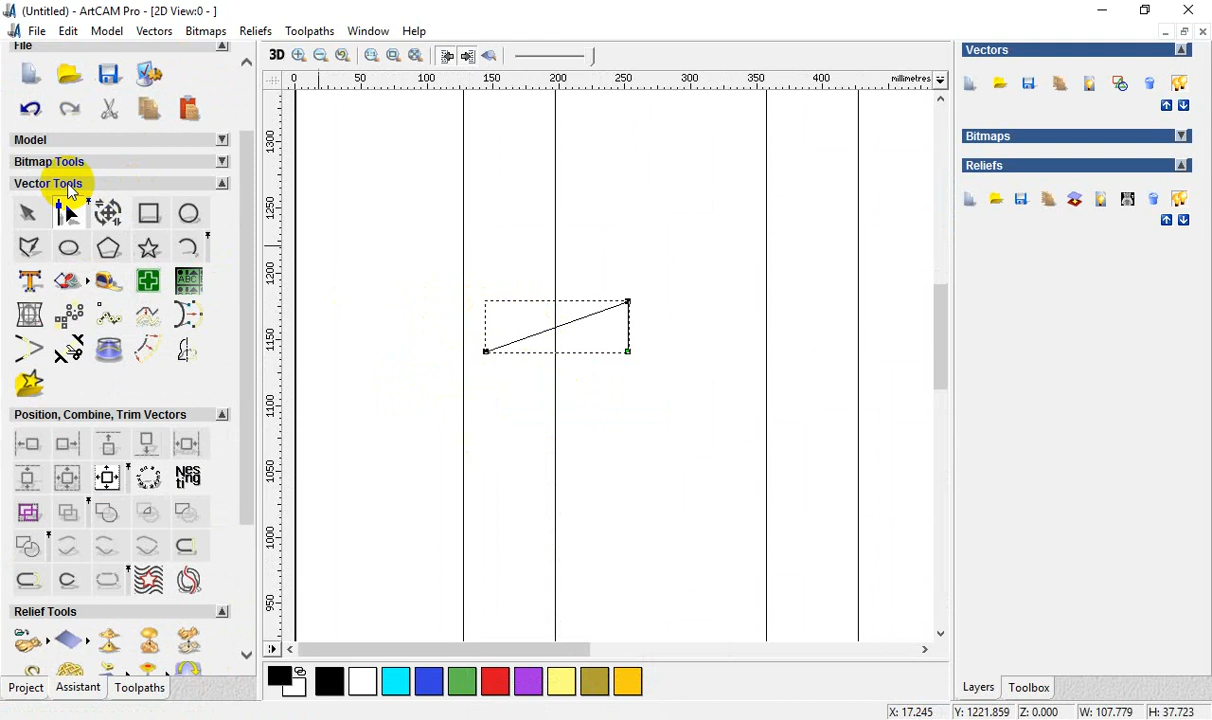 (Untitled) - ArtCAM Pro - [2D View:0 - ]
File Edit Model Vectors Bitmaps Reliefs Toolpaths Window Help
File
3D
0 50 100 150 200 250 300 350 400 millimetres
Vectors
Model
Bitmap Tools
Vector Tools
Bitmaps
Reliefs
ABC
1300
1250
1200
1150
1100
1050
1000
950
Position, Combine, Trim Vectors
Nes
ting
Relief Tools
Project Assistant Toolpaths
Layers Toolbox
X: 17.245 Y: 1221.859 Z: 0.000 W: 107.779 H: 37.723